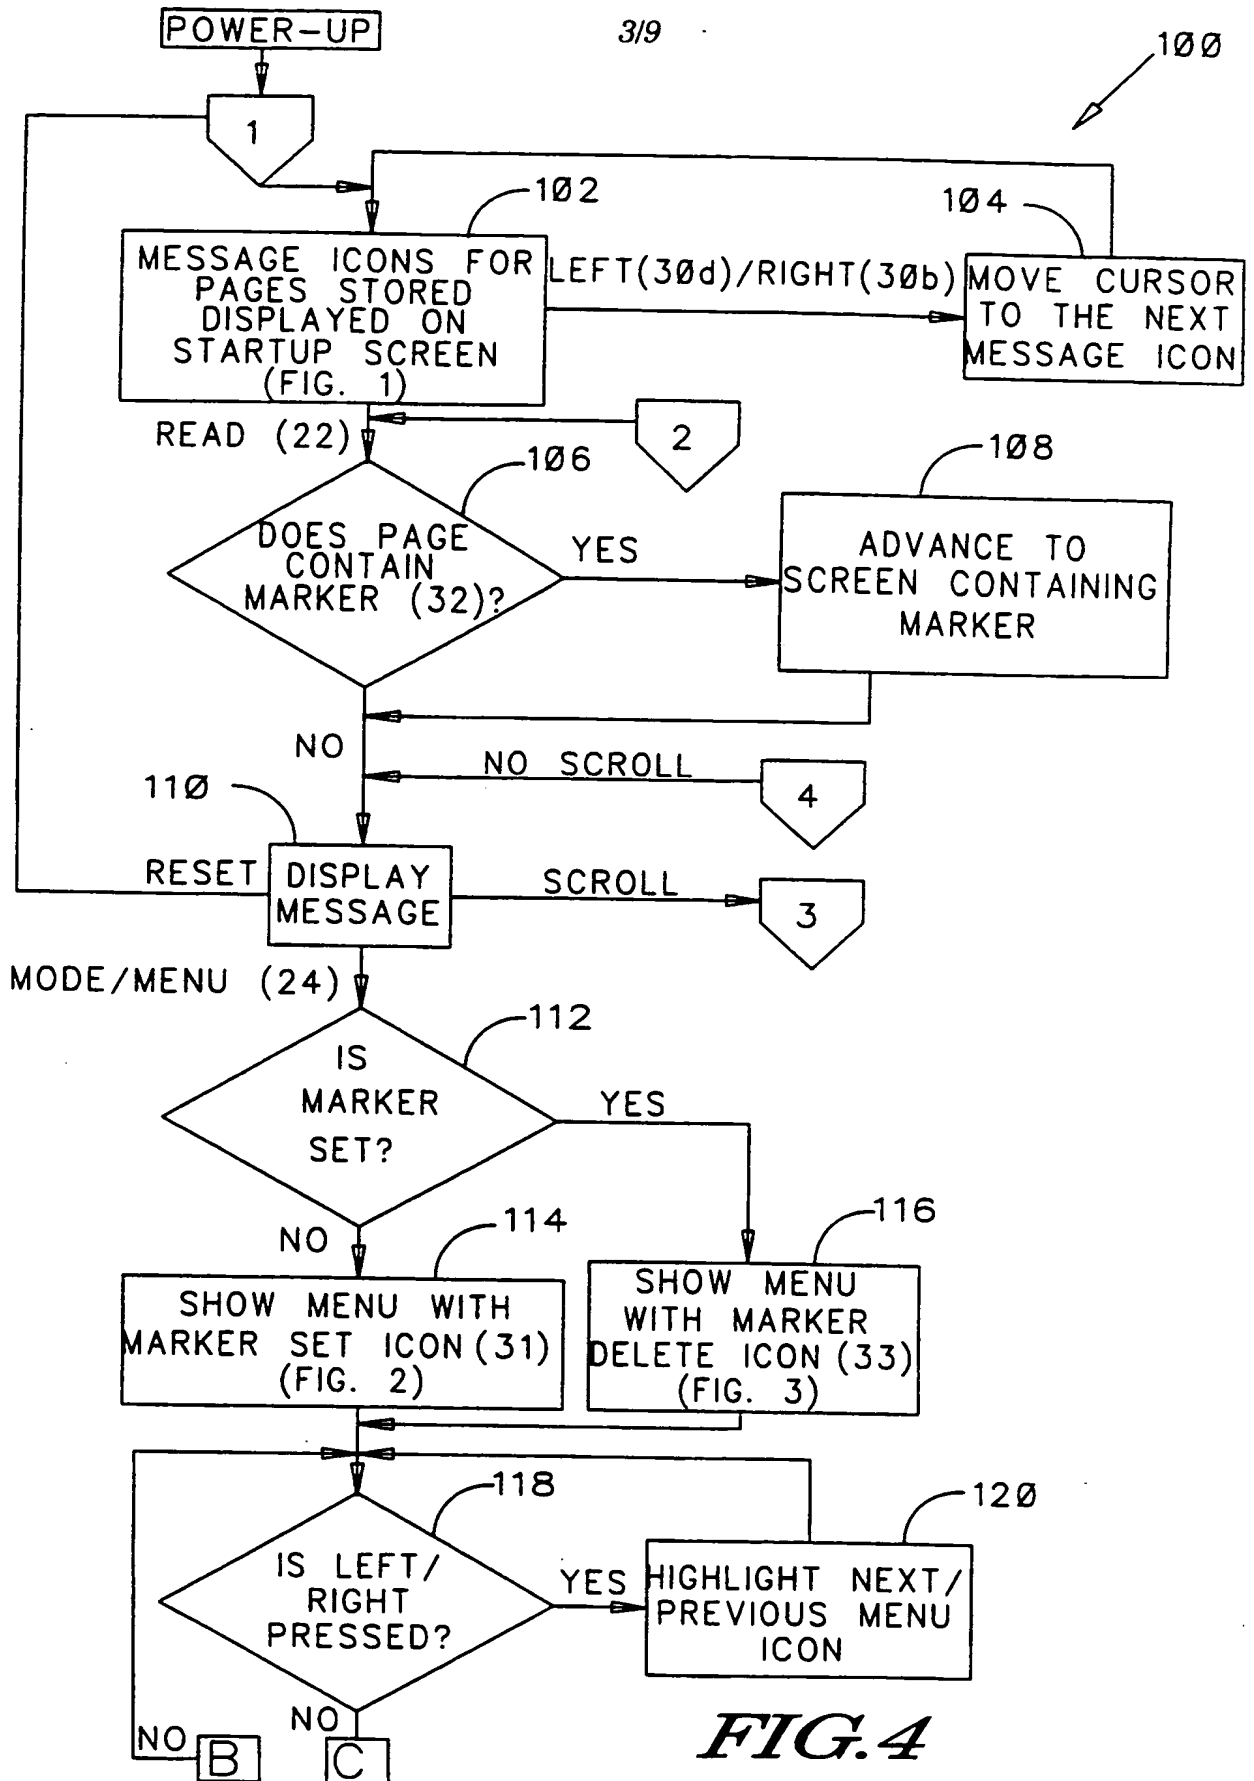 POWER-UP
3/9
100
1
102
104
MESSAGE ICONS FOR
PAGES STORED
DISPLAYED ON
STARTUP SCREEN
(FIG. 1)
LEFT(30d)/RIGHT(30b)
MOVE CURSOR
TO THE NEXT
MESSAGE ICON
READ (22)
2
106
108
DOES PAGE
CONTAIN
MARKER (32)?
YES
ADVANCE TO
SCREEN CONTAINING
MARKER
NO
NO SCROLL
4
110
RESET
DISPLAY
MESSAGE
SCROLL
3
MODE/MENU (24)
112
IS
MARKER
SET?
YES
NO
114
116
SHOW MENU WITH
MARKER SET ICON (31)
(FIG. 2)
SHOW MENU
WITH MARKER
DELETE ICON (33)
(FIG. 3)
118
120
IS LEFT/
RIGHT
PRESSED?
YES
HIGHLIGHT NEXT/
PREVIOUS MENU
ICON
NO
B
NO
C
FIG.4